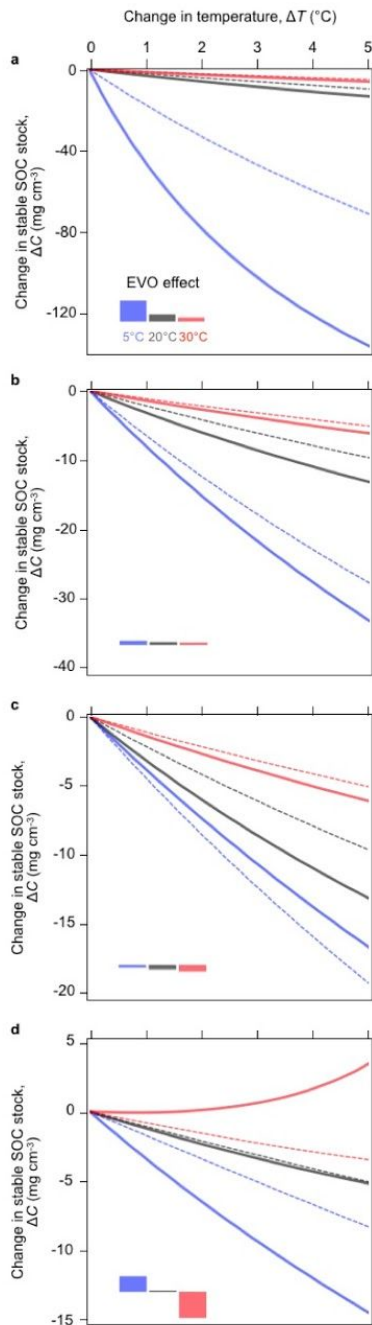 Change in temperature, ΔT (°C)
0 1 2 3 4 5
a
0
-40
-80
-120
Change in stable SOC stock,
ΔC (mg cm⁻³)
EVO effect
5°C 20°C 30°C
b
0
-10
-20
-30
-40
Change in stable SOC stock,
ΔC (mg cm⁻³)
c
0
-5
-10
-15
-20
Change in stable SOC stock,
ΔC (mg cm⁻³)
d
5
0
-5
-10
-15
Change in stable SOC stock,
ΔC (mg cm⁻³)